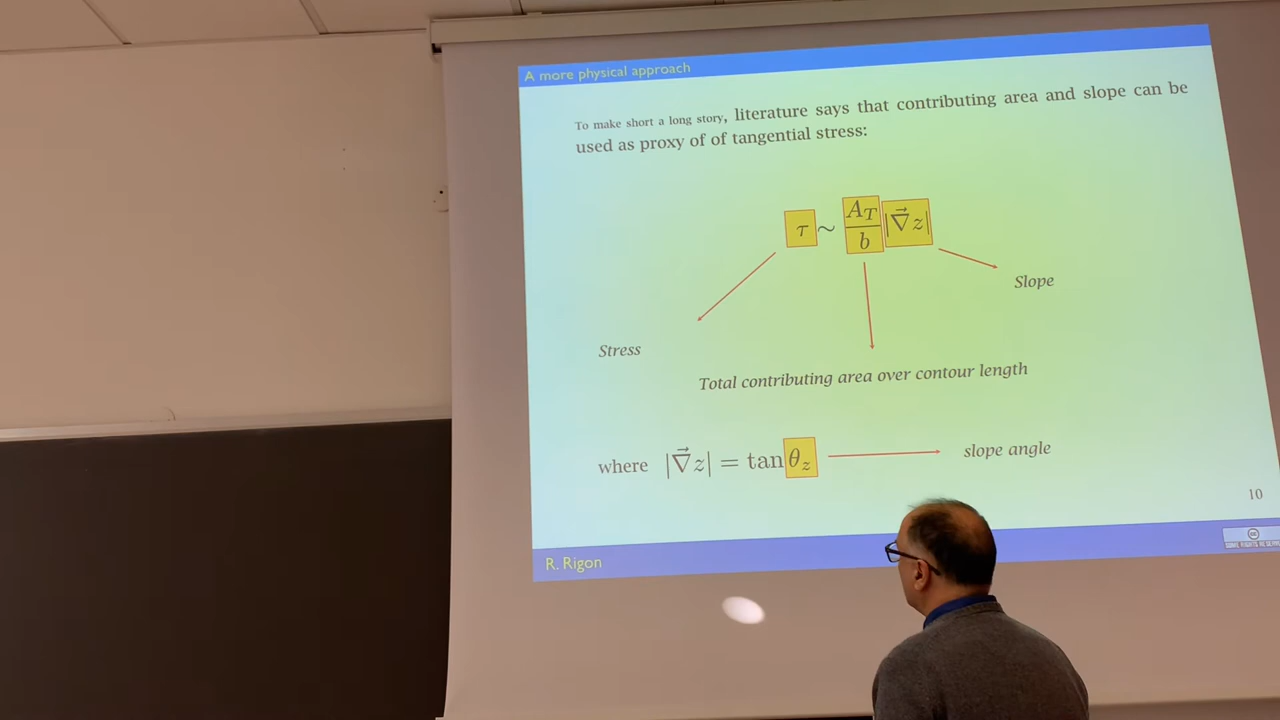 A more physical approach
To make short a long story, literature says that contributing area and slope can be
used as proxy of of tangential stress:
τ ~ A_T / b |∇⃗z|
Slope
Stress
Total contributing area over contour length
where |∇⃗z| = tan θ_z slope angle
10
R. Rigon